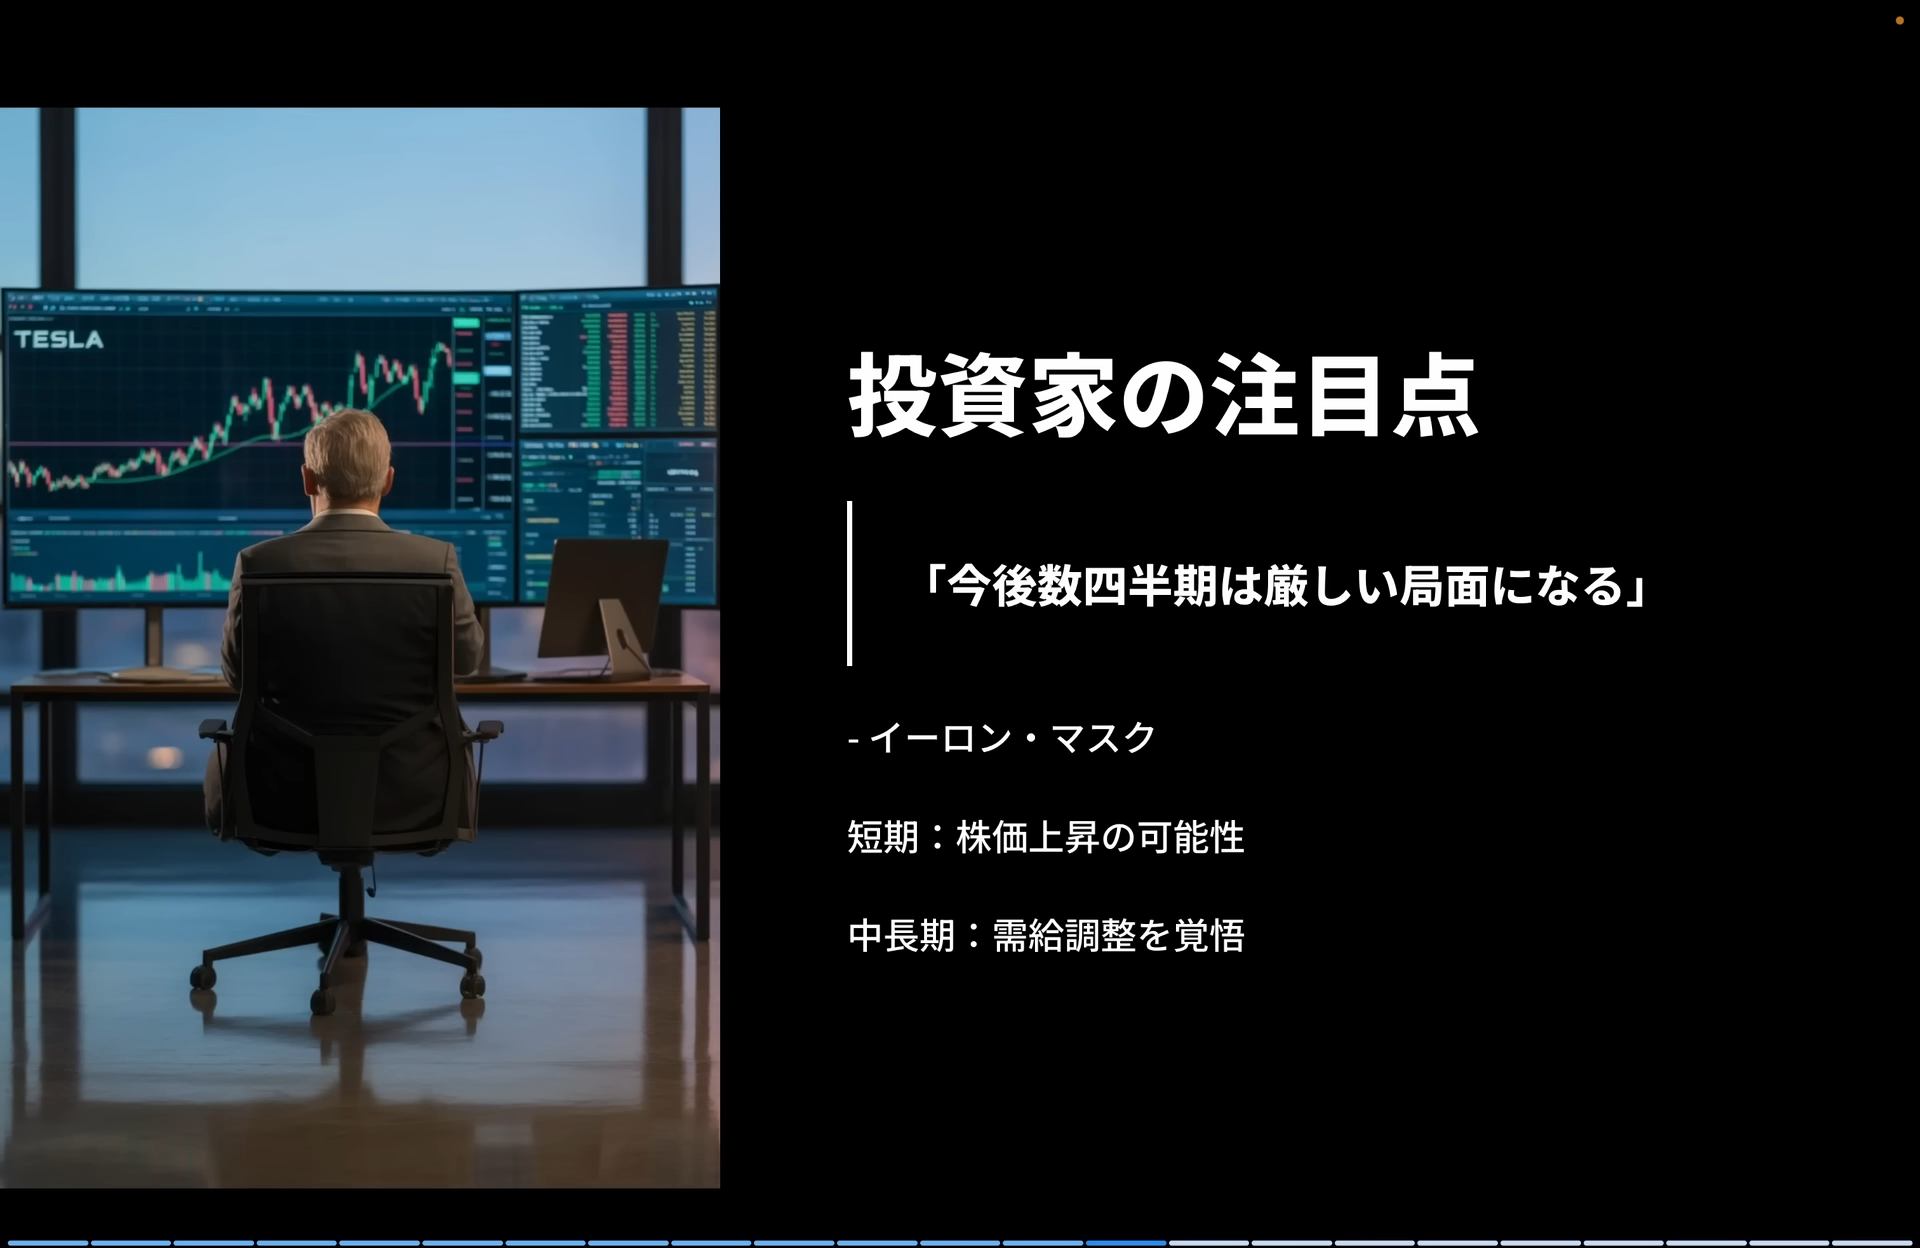 TESLA
投資家の注目点
「今後数四半期は厳しい局面になる」
- イーロン・マスク
短期：株価上昇の可能性
中長期：需給調整を覚悟